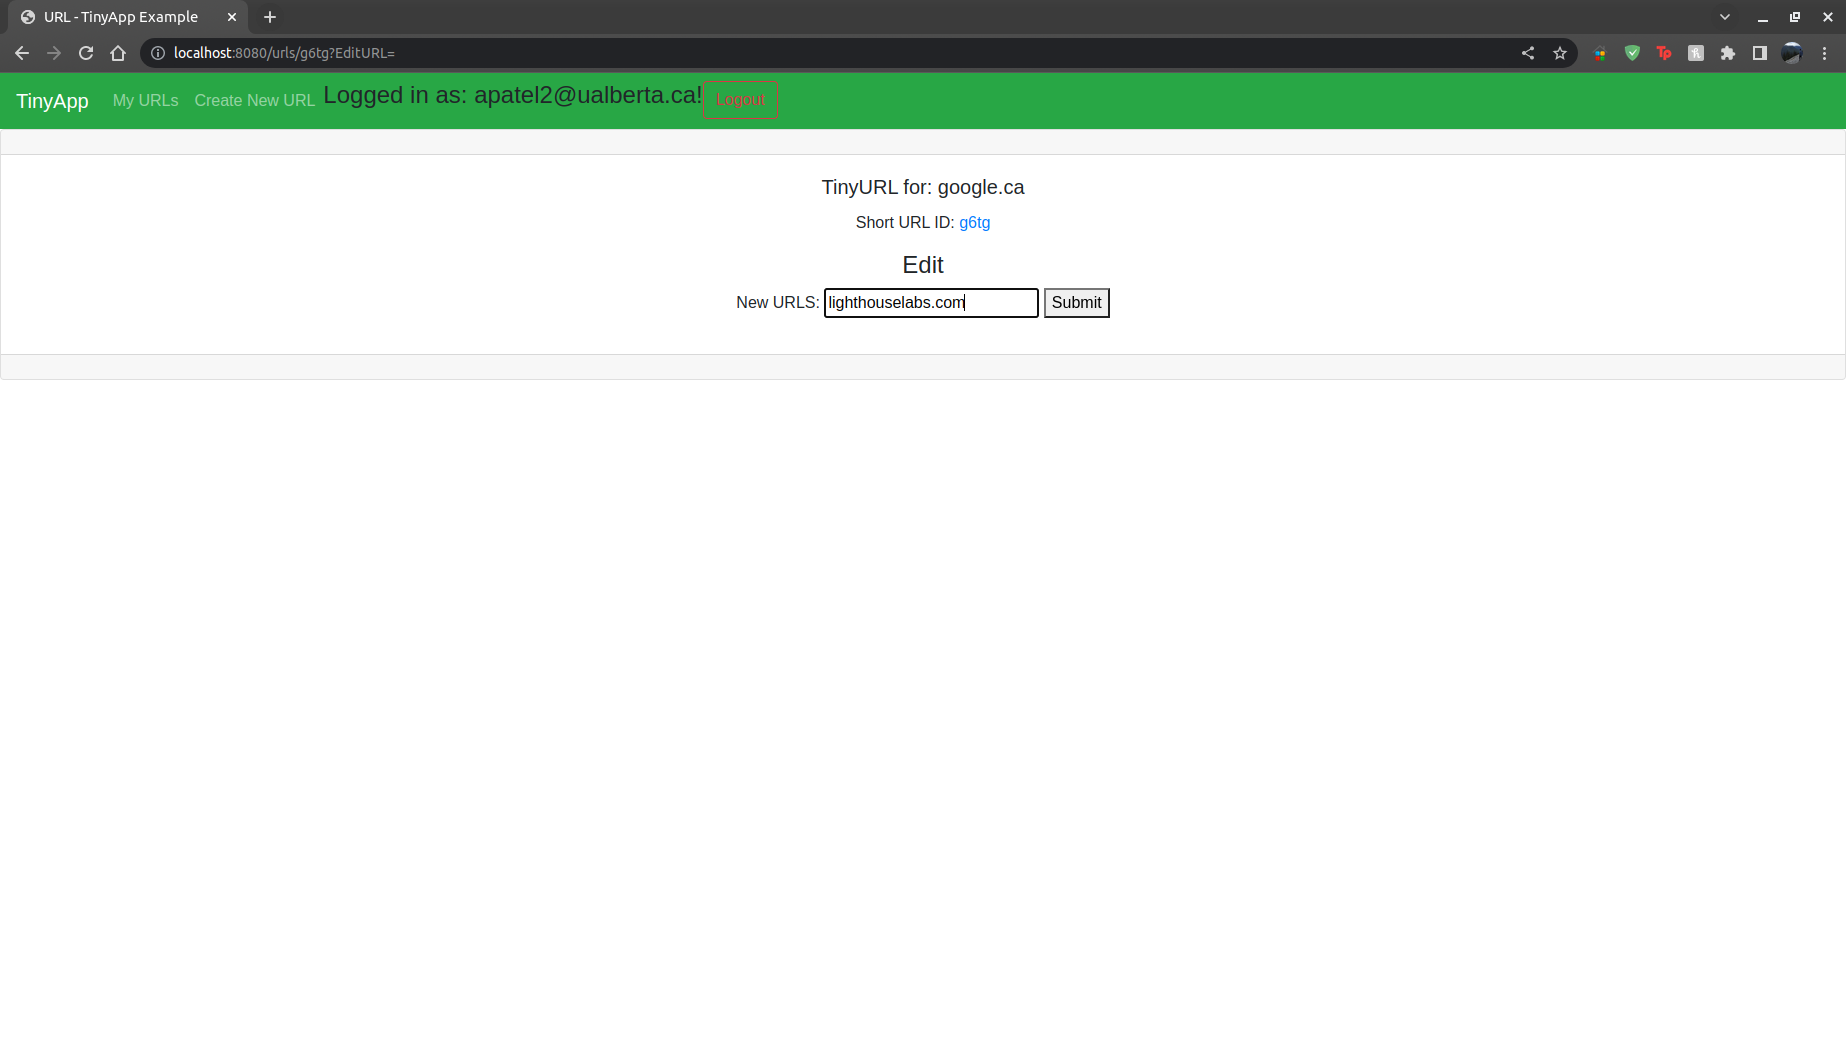 URL - TinyApp Example
localhost:8080/urls/g6tg?EditURL=
TinyApp My URLs Create New URL Logged in as: apatel2@ualberta.ca! Logout
TinyURL for: google.ca
Short URL ID: g6tg
Edit
New URLS: lighthouselabs.com Submit